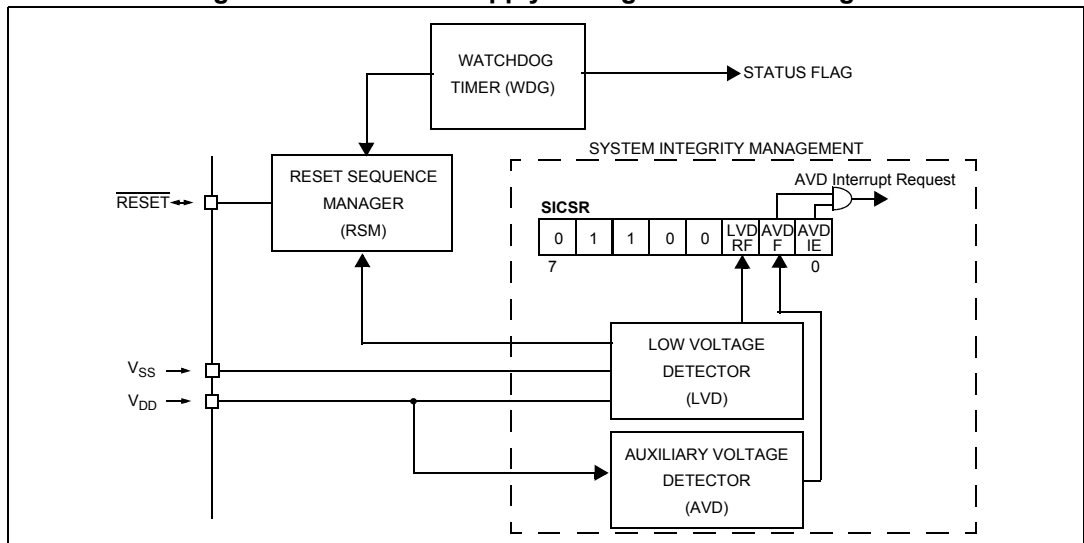 WATCHDOG
TIMER (WDG)
STATUS FLAG
SYSTEM INTEGRITY MANAGEMENT
RESET SEQUENCE
MANAGER
(RSM)
RESET
AVD Interrupt Request
SICSR
0 1 1 0 0 LVD RF AVD F AVD IE
7 0
LOW VOLTAGE
DETECTOR
(LVD)
VSS
VDD
AUXILIARY VOLTAGE
DETECTOR
(AVD)